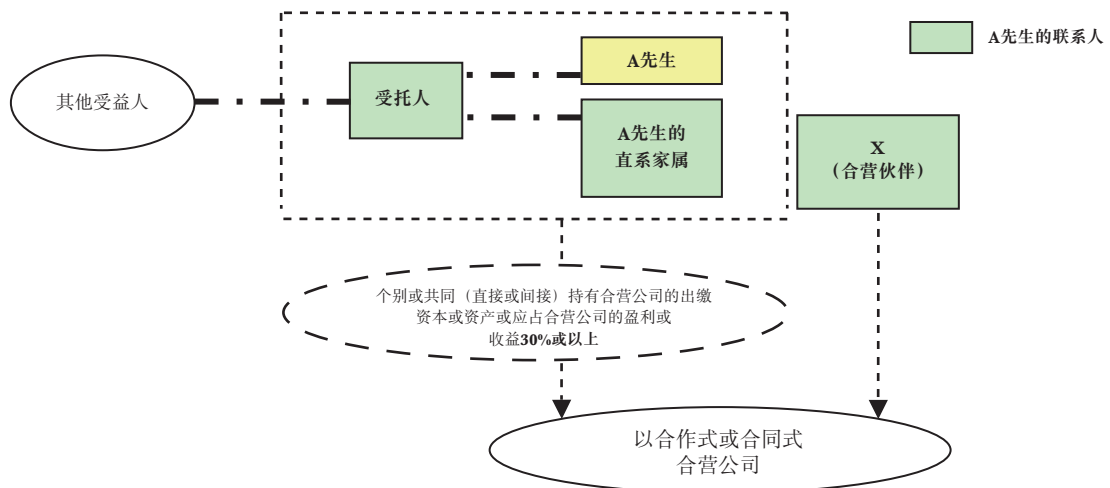 A先生的联系人
A先生
其他受益人
受托人
A先生的
直系家属
X
（合营伙伴）
个别或共同（直接或间接）持有合营公司的出缴
资本或资产或应占合营公司的盈利或
收益30%或以上
以合作式或合同式
合营公司